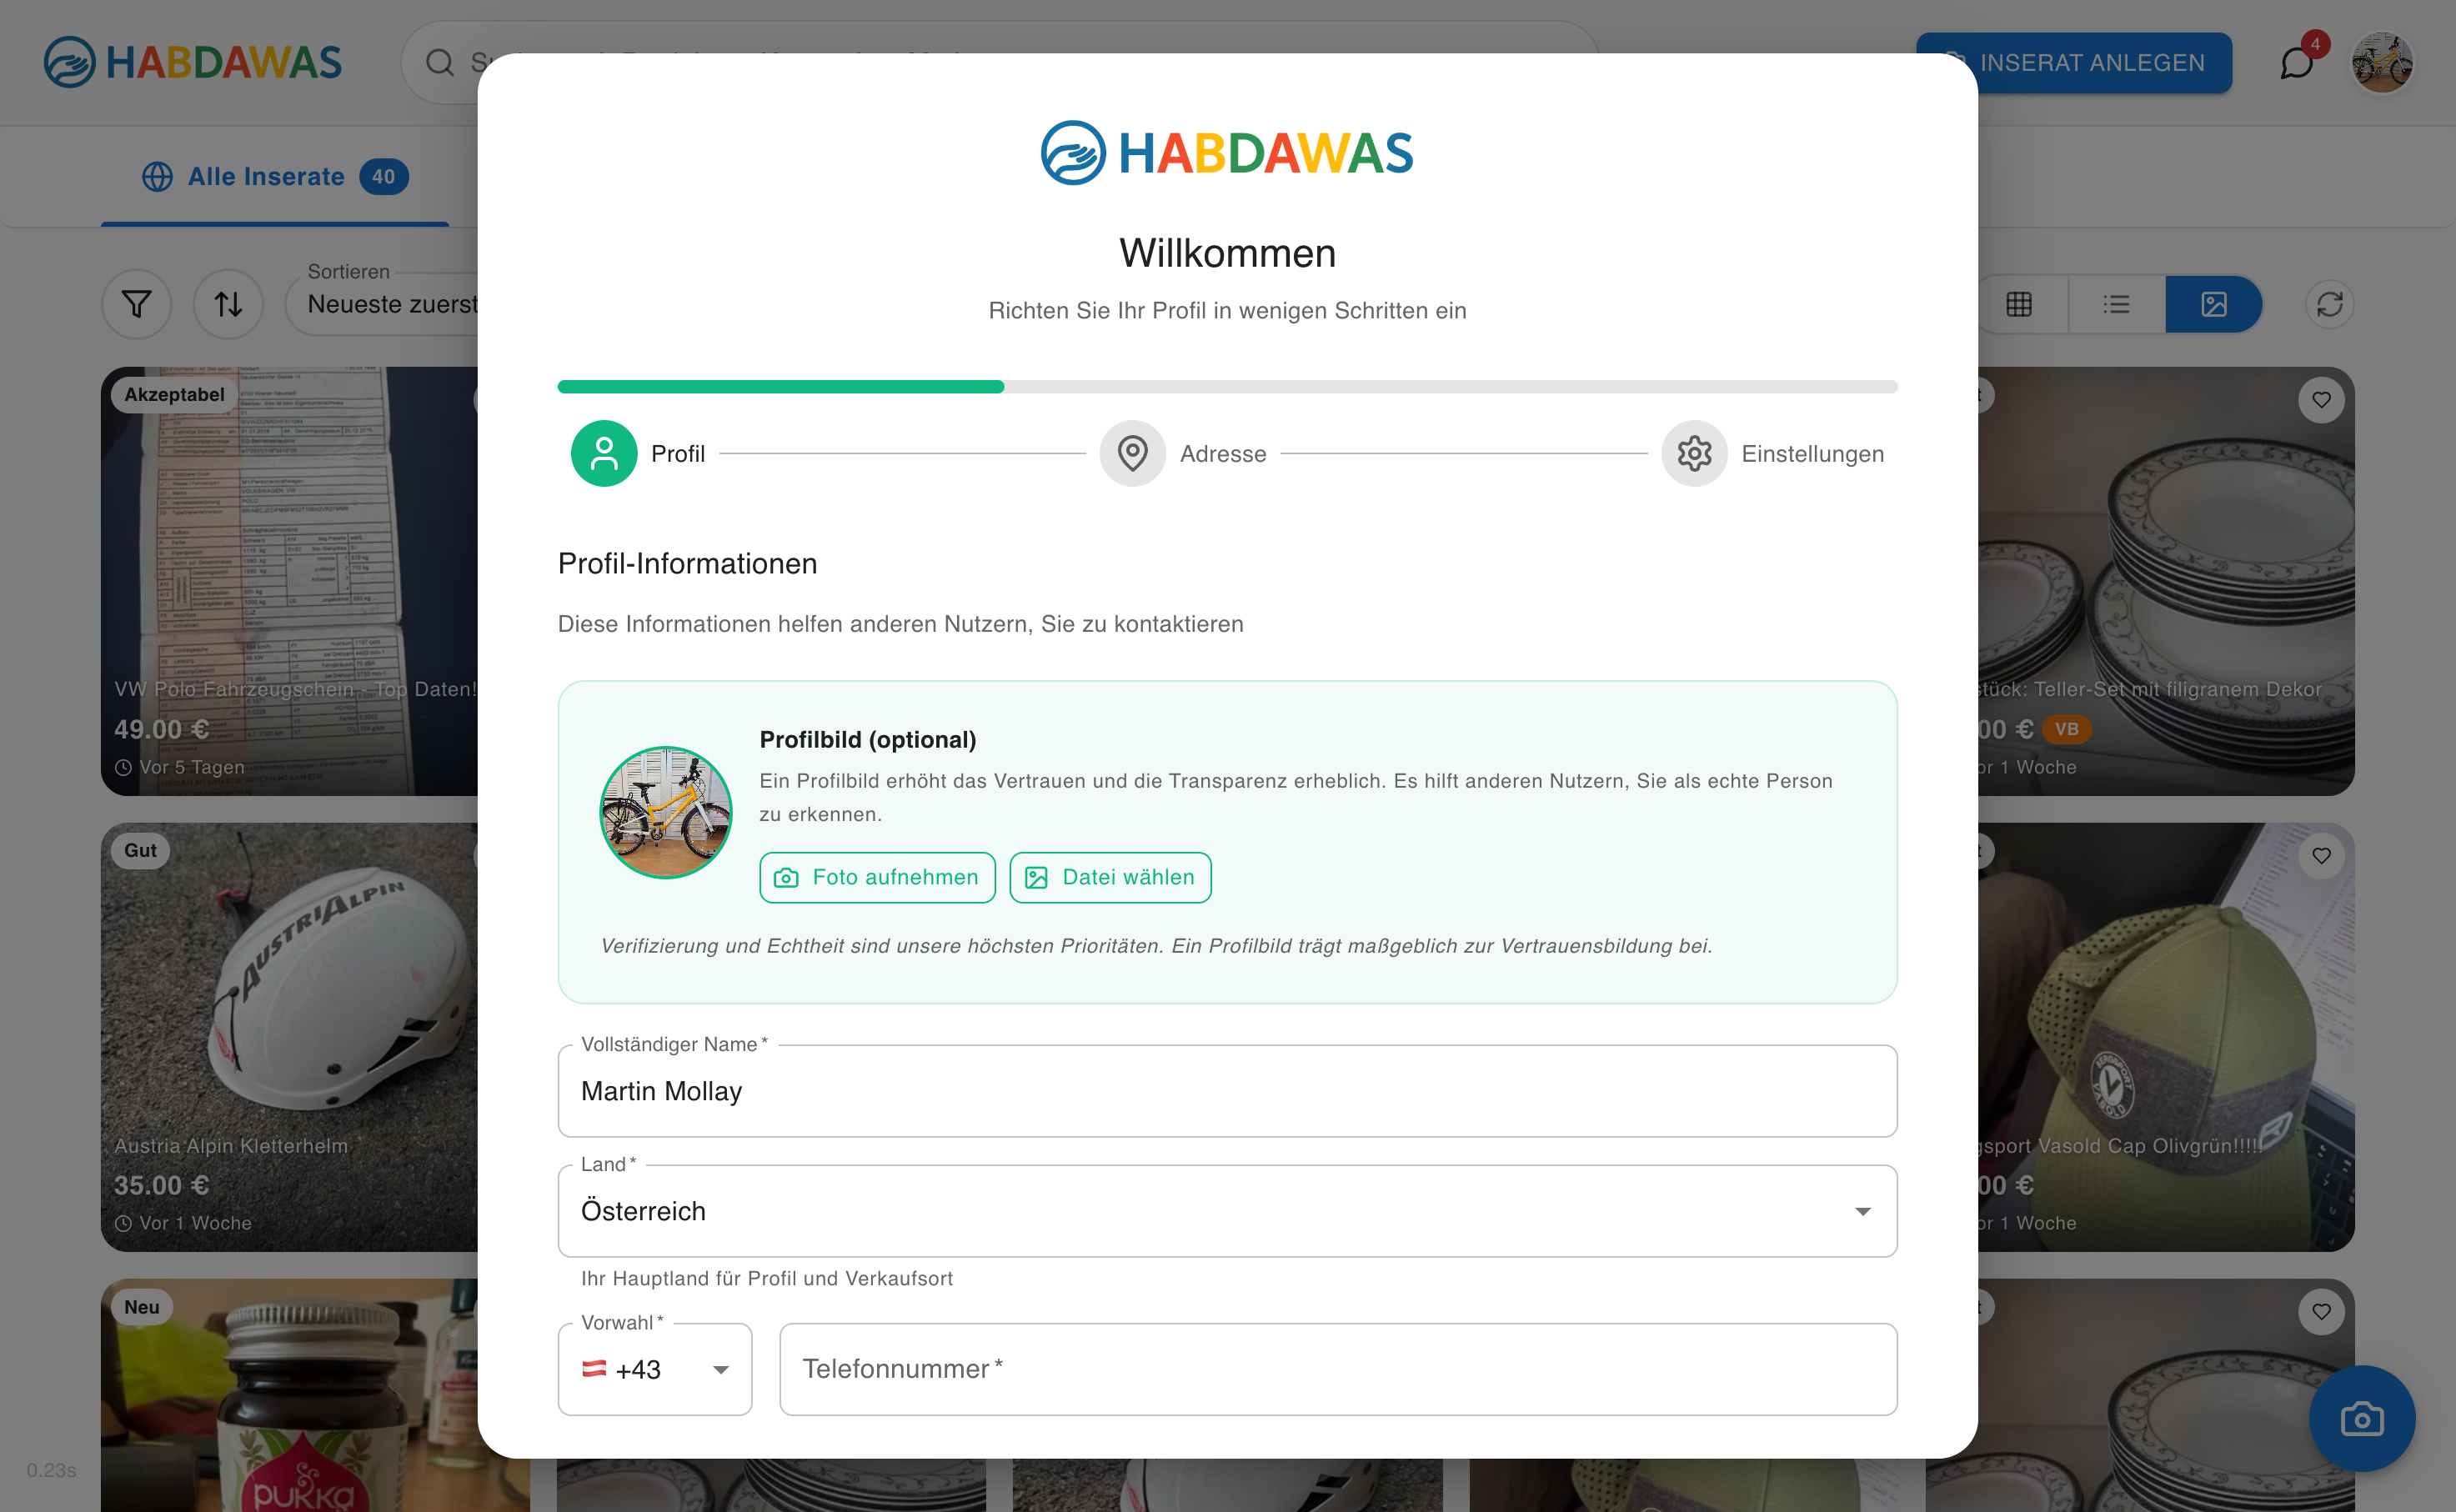 HABDAWAS
INSERAT ANLEGEN
4
Alle Inserate 40
Sortieren
Neueste zuerst
HABDAWAS
Willkommen
Richten Sie Ihr Profil in wenigen Schritten ein
Profil
Adresse
Einstellungen
Profil-Informationen
Diese Informationen helfen anderen Nutzern, Sie zu kontaktieren
Profilbild (optional)
Ein Profilbild erhöht das Vertrauen und die Transparenz erheblich. Es hilft anderen Nutzern, Sie als echte Person
zu erkennen.
Foto aufnehmen
Datei wählen
Verifizierung und Echtheit sind unsere höchsten Prioritäten. Ein Profilbild trägt maßgeblich zur Vertrauensbildung bei.
Vollständiger Name *
Martin Mollay
Land *
Österreich
Ihr Hauptland für Profil und Verkaufsort
Vorwahl *
+43
Telefonnummer *
Akzeptabel
VW Polo Fahrzeugschein - Top Daten!
49.00 €
Vor 5 Tagen
Gut
AUSTRIALPIN
Austria Alpin Kletterhelm
35.00 €
Vor 1 Woche
Neu
pukka
stück: Teller-Set mit filigranem Dekor
00 € VB
or 1 Woche
gsport Vasold Cap Olivgrün!!!!
00 €
or 1 Woche
0.23s